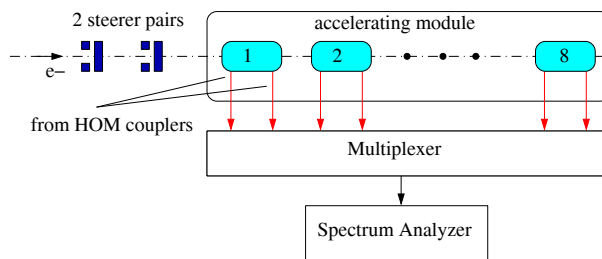 2 steerer pairs
accelerating module
e−
1
2
8
from HOM couplers
Multiplexer
Spectrum Analyzer